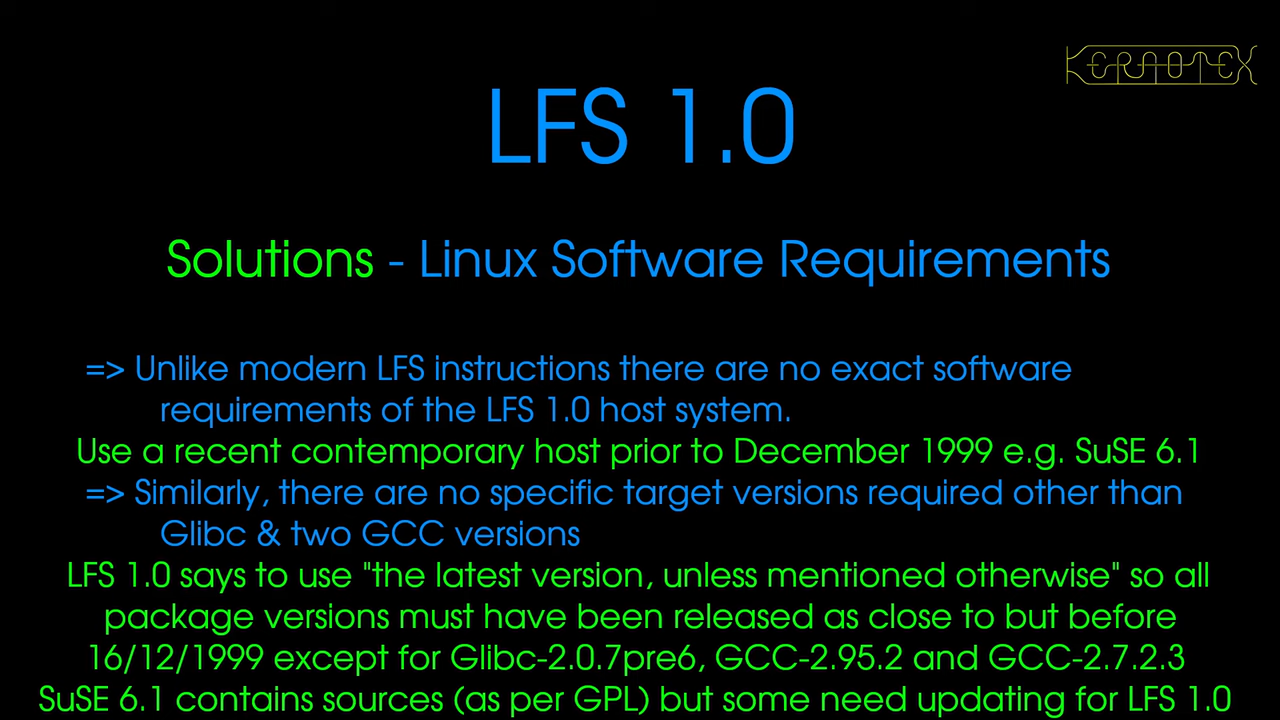 KERNOTEX
LFS 1.0
Solutions - Linux Software Requirements
=> Unlike modern LFS instructions there are no exact software
requirements of the LFS 1.0 host system.
Use a recent contemporary host prior to December 1999 e.g. SuSE 6.1
=> Similarly, there are no specific target versions required other than
Glibc & two GCC versions
LFS 1.0 says to use "the latest version, unless mentioned otherwise" so all
package versions must have been released as close to but before
16/12/1999 except for Glibc-2.0.7pre6, GCC-2.95.2 and GCC-2.7.2.3
SuSE 6.1 contains sources (as per GPL) but some need updating for LFS 1.0